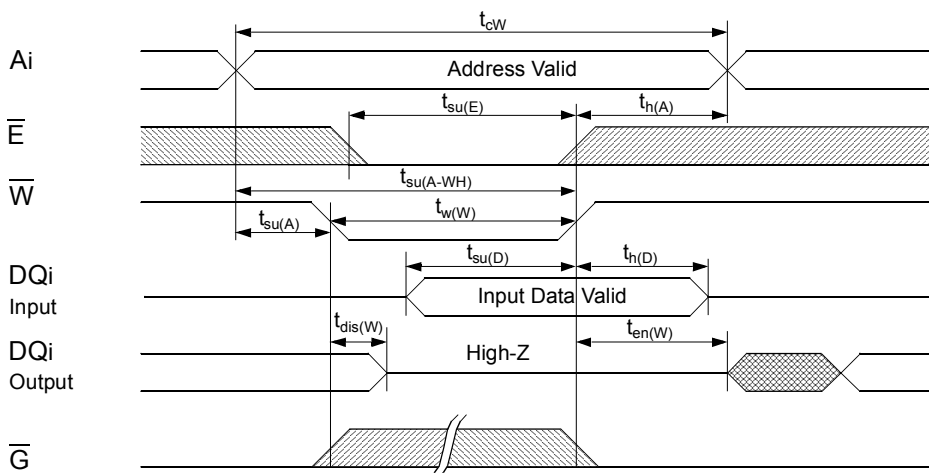 t_cW
Ai
Address Valid
t_su(E)
t_h(A)
E̅
t_su(A-WH)
W̅
t_w(W)
t_su(A)
t_su(D)
t_h(D)
DQi
Input
Input Data Valid
t_dis(W)
t_en(W)
DQi
Output
High-Z
G̅